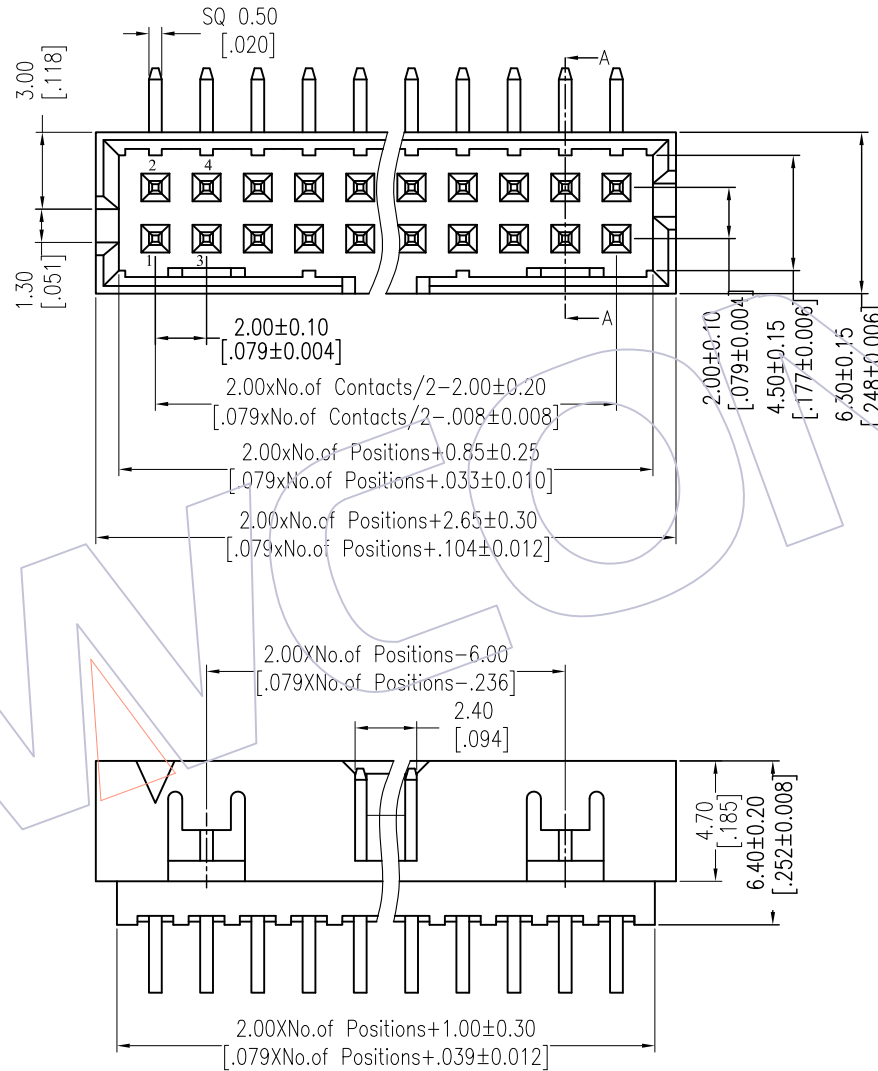 SQ 0.50
[.020]
3.00
[.118]
A
2
4
1
3
1.30
[.051]
A
2.00±0.10
[.079±0.004]
2.00±0.10
[.079±0.004]
4.50±0.15
[.177±0.006]
6.30±0.15
[.248±0.006]
2.00xNo.of Contacts/2-2.00±0.20
[.079xNo.of Contacts/2-.008±0.008]
2.00xNo.of Positions+0.85±0.25
[.079xNo.of Positions+.033±0.010]
2.00xNo.of Positions+2.65±0.30
[.079xNo.of Positions+.104±0.012]
WCON
2.00XNo.of Positions-6.00
[.079XNo.of Positions-.236]
2.40
[.094]
4.70
[.185]
6.40±0.20
[.252±0.008]
2.00XNo.of Positions+1.00±0.30
[.079XNo.of Positions+.039±0.012]